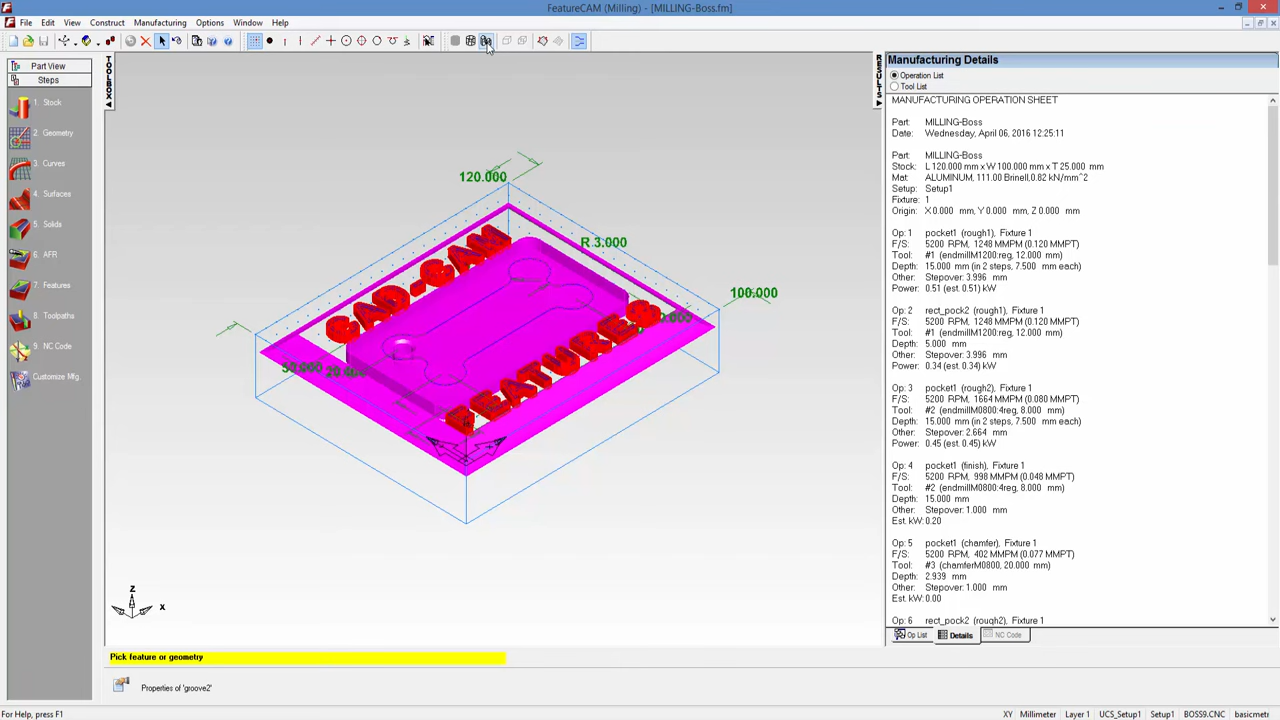 FeatureCAM (Milling) - [MILLING-Boss.fm]
File Edit View Construct Manufacturing Options Window Help
Part View
Steps
1. Stock
2. Geometry
3. Curves
4. Surfaces
5. Solids
6. AFR
7. Features
8. Toolpaths
9. NC Code
Customize Mfg.
TOOLBOX
RESULTS
120.000
R 3.000
100.000
20.000
CAD-CAM
FEATURES
Z
X
Manufacturing Details
Operation List
Tool List
MANUFACTURING OPERATION SHEET
Part: MILLING-Boss
Date: Wednesday, April 06, 2016 12:25:11
Part: MILLING-Boss
Stock: L 120.000 mm x W 100.000 mm x T 25.000 mm
Mat: ALUMINUM, 111.00 Brinell,0.82 kN/mm^2
Setup: Setup1
Fixture: 1
Origin: X 0.000 mm, Y 0.000 mm, Z 0.000 mm
Op: 1 pocket1 (rough1), Fixture 1
F/S: 5200 RPM, 1248 MMPM (0.120 MMPT)
Tool: #1 (endmillM1200:reg, 12.000 mm)
Depth: 15.000 mm (in 2 steps, 7.500 mm each)
Other: Stepover: 3.996 mm
Power: 0.51 (est. 0.51) kW
Op: 2 rect_pock2 (rough1), Fixture 1
F/S: 5200 RPM, 1248 MMPM (0.120 MMPT)
Tool: #1 (endmillM1200:reg, 12.000 mm)
Depth: 5.000 mm
Other: Stepover: 3.996 mm
Power: 0.34 (est. 0.34) kW
Op: 3 pocket1 (rough2), Fixture 1
F/S: 5200 RPM, 1664 MMPM (0.080 MMPT)
Tool: #2 (endmillM0800:4reg, 8.000 mm)
Depth: 15.000 mm (in 2 steps, 7.500 mm each)
Other: Stepover: 2.664 mm
Power: 0.45 (est. 0.45) kW
Op: 4 pocket1 (finish), Fixture 1
F/S: 5200 RPM, 998 MMPM (0.048 MMPT)
Tool: #2 (endmillM0800:4reg, 8.000 mm)
Depth: 15.000 mm
Other: Stepover: 1.000 mm
Est. kW: 0.20
Op: 5 pocket1 (chamfer), Fixture 1
F/S: 5200 RPM, 402 MMPM (0.077 MMPT)
Tool: #3 (chamferM0800, 20.000 mm)
Depth: 2.939 mm
Other: Stepover: 1.000 mm
Est. kW: 0.00
Op: 6 rect_pock2 (rough2), Fixture 1
Op List Details NC Code
Pick feature or geometry
Properties of 'groove2'
For Help, press F1
XY Millimeter Layer 1 UCS_Setup1 Setup1 BOSS9.CNC basicmetri